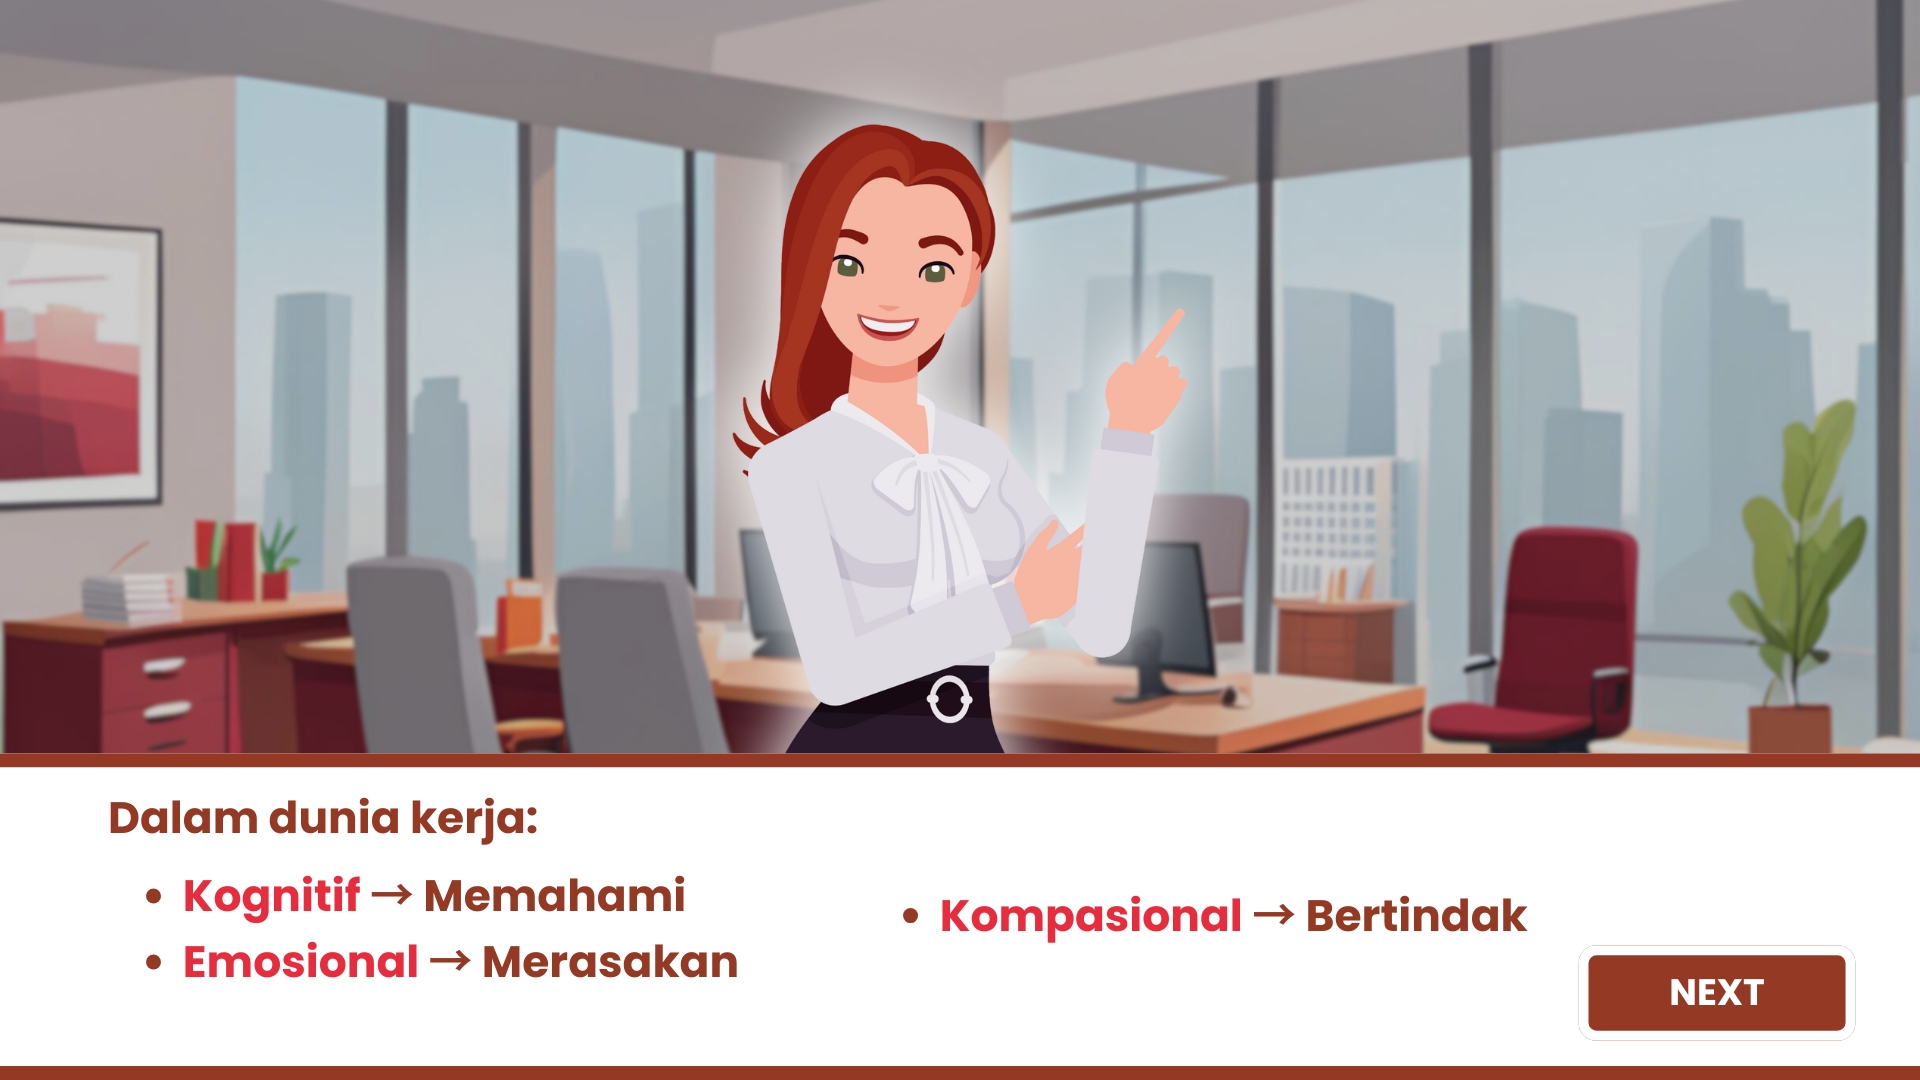 Dalam dunia kerja:
• Kognitif → Memahami
• Emosional → Merasakan
• Kompasional → Bertindak
NEXT